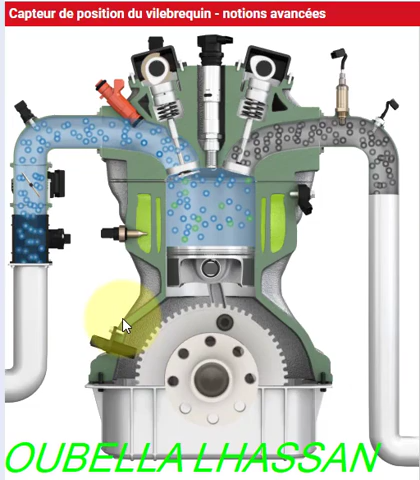 Capteur de position du vilebrequin - notions avancées
OUBELLA LHASSAN